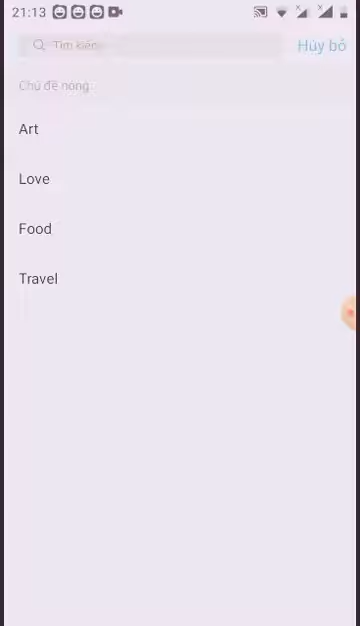 21:13
Tìm kiếm
Hủy bỏ
Chủ đề nóng
Art
Love
Food
Travel